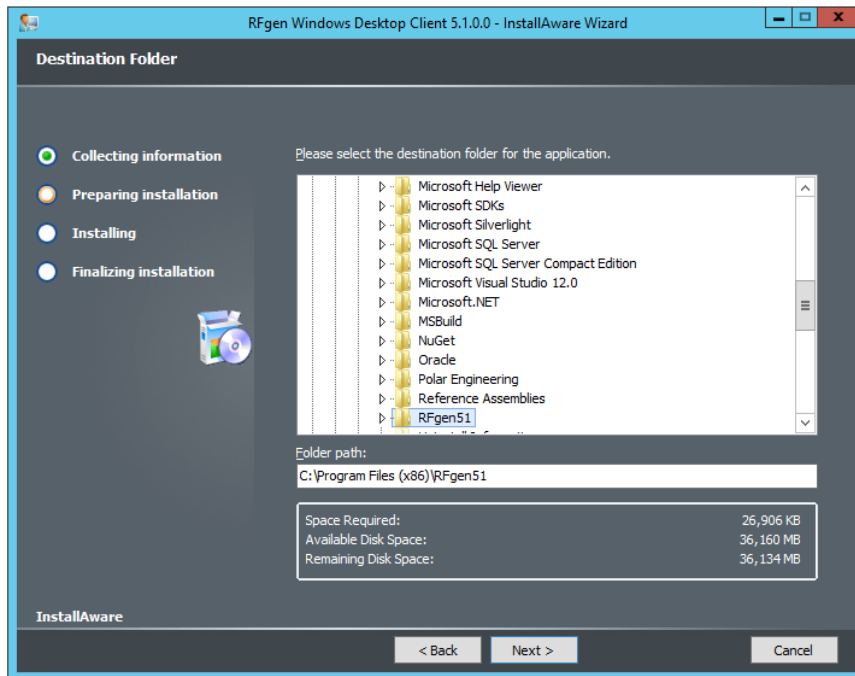 RFgen Windows Desktop Client 5.1.0.0 - InstallAware Wizard
Destination Folder
Collecting information
Preparing installation
Installing
Finalizing installation
Please select the destination folder for the application.
Microsoft Help Viewer
Microsoft SDKs
Microsoft Silverlight
Microsoft SQL Server
Microsoft SQL Server Compact Edition
Microsoft Visual Studio 12.0
Microsoft.NET
MSBuild
NuGet
Oracle
Polar Engineering
Reference Assemblies
RFgen51
Folder path:
C:\Program Files (x86)\RFgen51
Space Required: 26,906 KB
Available Disk Space: 36,160 MB
Remaining Disk Space: 36,134 MB
InstallAware
< Back Next > Cancel